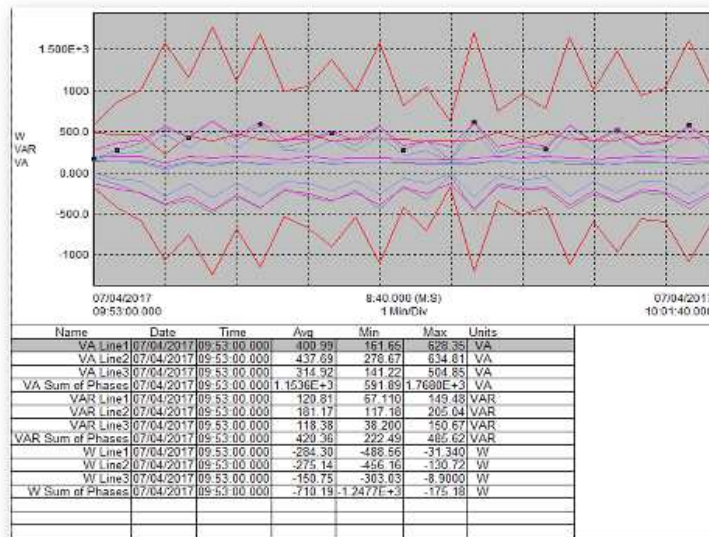 1.500E+3
1000
500.0
0.000
-500.0
-1000
W
VAR
VA
07/04/2017 8:40.000 (M:S) 07/04/2017
09:53:00.000 1 Min/Div 10:01:40.000
Name Date Time Avg Min Max Units
VA Line1 07/04/2017 09:53:00.000 400.99 161.65 628.35 VA
VA Line2 07/04/2017 09:53:00.000 437.69 278.67 634.81 VA
VA Line3 07/04/2017 09:53:00.000 314.92 141.22 504.85 VA
VA Sum of Phases 07/04/2017 09:53:00.000 1.1536E+3 591.89 1.7680E+3 VA
VAR Line1 07/04/2017 09:53:00.000 120.81 67.110 149.48 VAR
VAR Line2 07/04/2017 09:53:00.000 181.17 117.18 205.04 VAR
VAR Line3 07/04/2017 09:53:00.000 118.38 38.200 150.67 VAR
VAR Sum of Phases 07/04/2017 09:53:00.000 420.36 222.49 485.62 VAR
W Line1 07/04/2017 09:53:00.000 -284.30 -488.56 -31.340 W
W Line2 07/04/2017 09:53:00.000 -275.14 -456.16 -130.72 W
W Line3 07/04/2017 09:53:00.000 -150.75 -303.03 -8.9000 W
W Sum of Phases 07/04/2017 09:53:00.000 -710.19 -1.2477E+3 -175.18 W